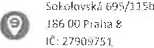 Sokolovská 695/115b
186 00 Praha 8
IČ: 27909751